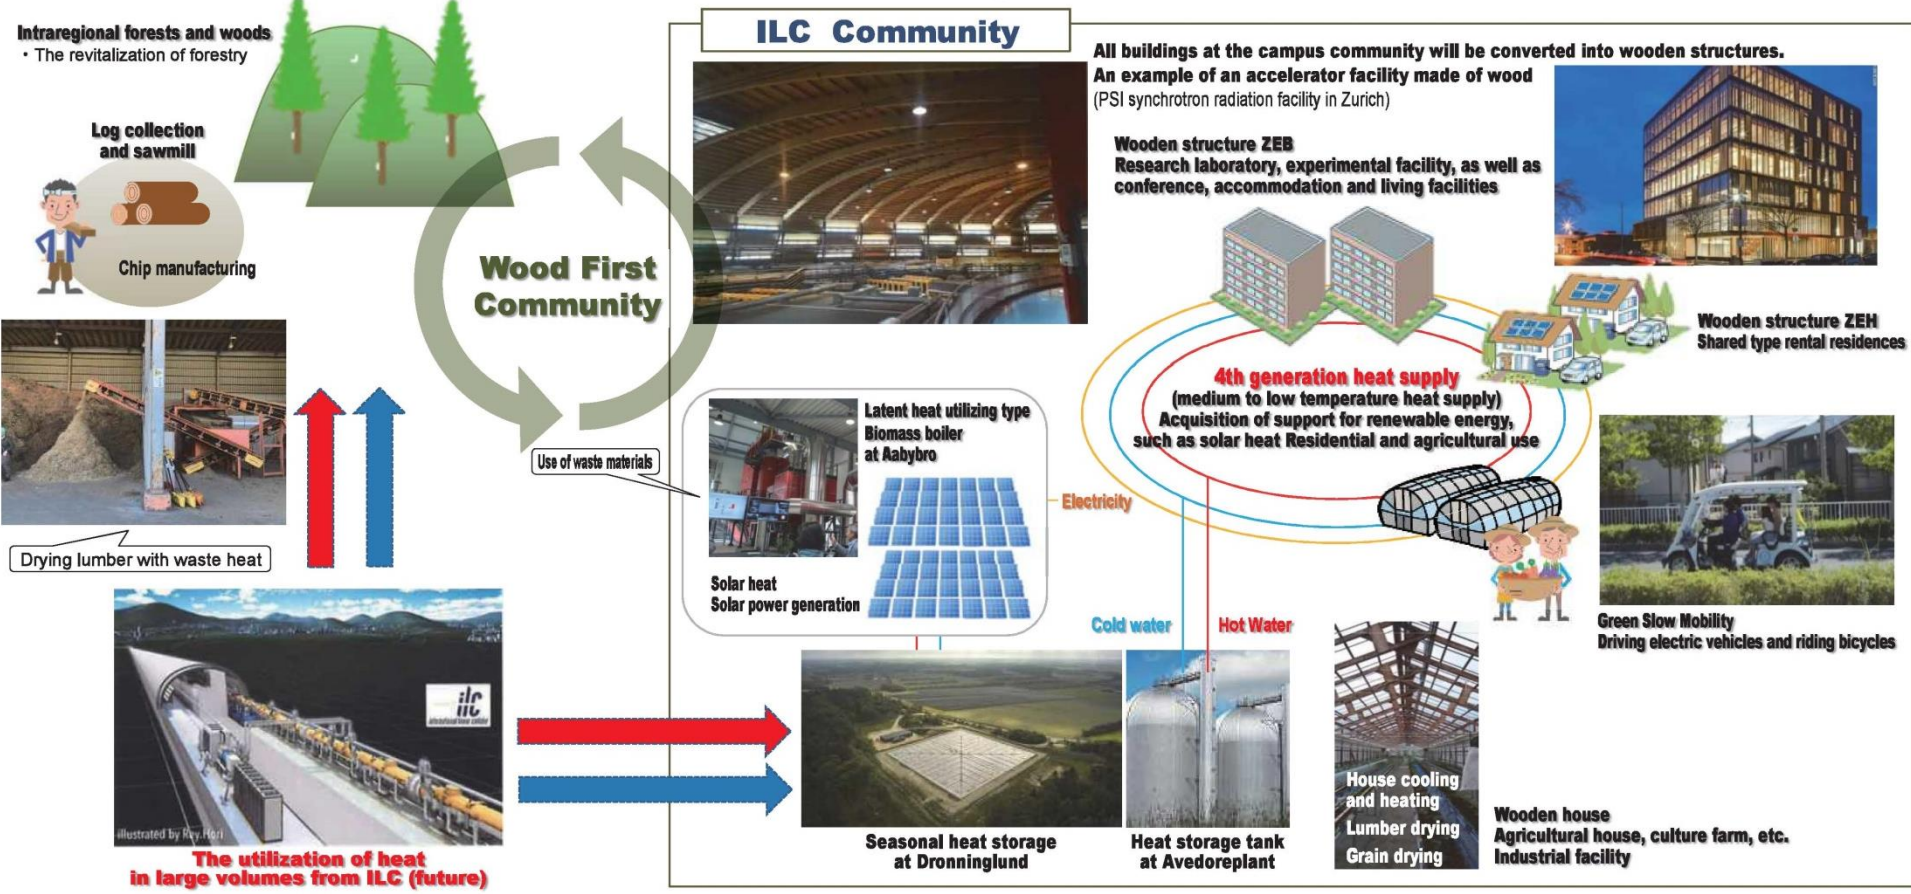 Intraregional forests and woods
・The revitalization of forestry
Log collection
and sawmill
Chip manufacturing
Wood First
Community
Drying lumber with waste heat
ilc
illustrated by Rey.Hori
The utilization of heat
in large volumes from ILC (future)
ILC Community
All buildings at the campus community will be converted into wooden structures.
An example of an accelerator facility made of wood
(PSI synchrotron radiation facility in Zurich)
Wooden structure ZEB
Research laboratory, experimental facility, as well as
conference, accommodation and living facilities
Wooden structure ZEH
Shared type rental residences
4th generation heat supply
(medium to low temperature heat supply)
Acquisition of support for renewable energy,
such as solar heat Residential and agricultural use
Use of waste materials
Latent heat utilizing type
Biomass boiler
at Aabybro
Solar heat
Solar power generation
Electricity
Cold water
Hot Water
Green Slow Mobility
Driving electric vehicles and riding bicycles
Seasonal heat storage
at Dronninglund
Heat storage tank
at Avedoreplant
House cooling
and heating
Lumber drying
Grain drying
Wooden house
Agricultural house, culture farm, etc.
Industrial facility